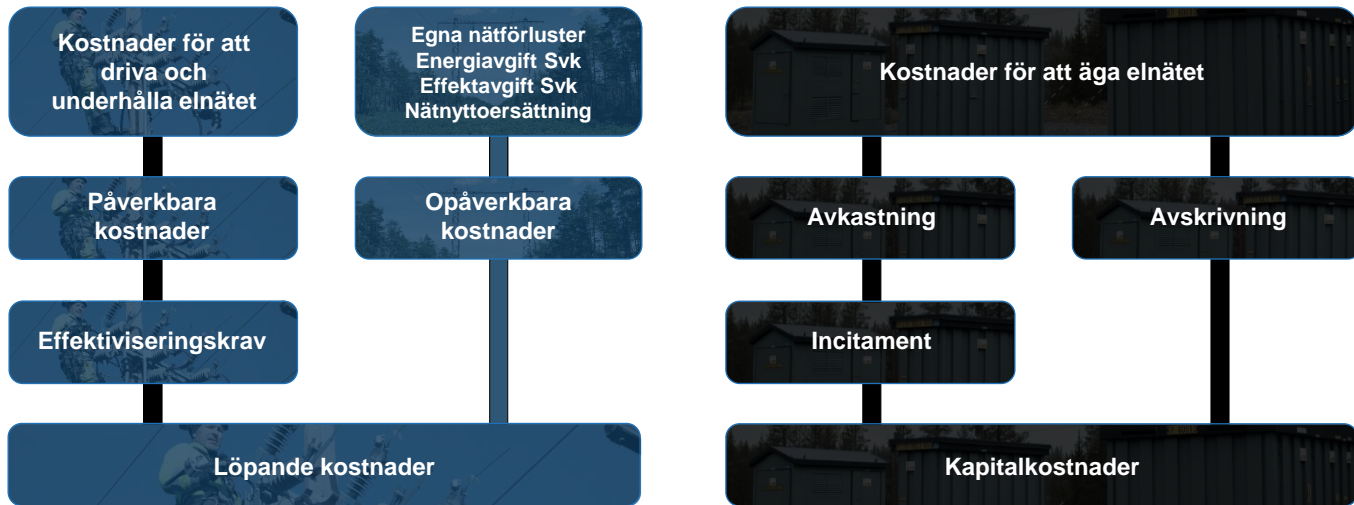 Kostnader för att
driva och
underhålla elnätet
Egna nätförluster
Energiavgift Svk
Effektavgift Svk
Nätnyttoersättning
Kostnader för att äga elnätet
Påverkbara
kostnader
Opåverkbara
kostnader
Avkastning
Avskrivning
Effektiviseringskrav
Incitament
Löpande kostnader
Kapitalkostnader